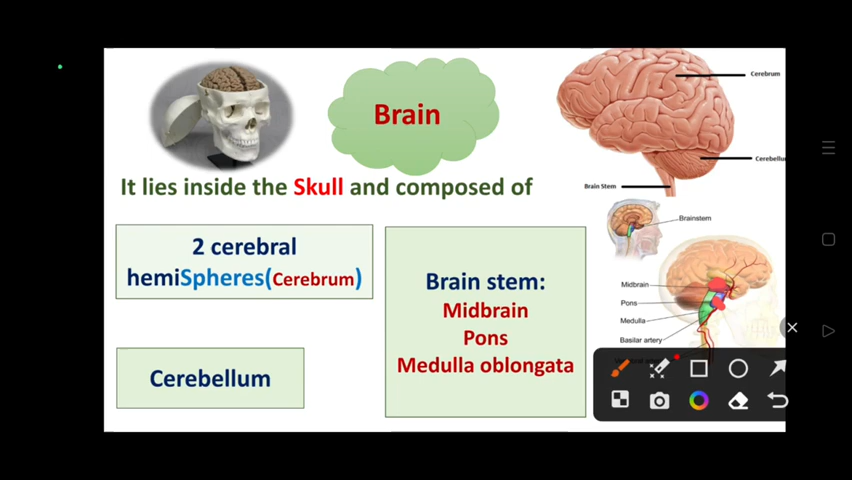 Brain
It lies inside the Skull and composed of
2 cerebral
hemiSpheres(Cerebrum)
Cerebellum
Brain stem:
Midbrain
Pons
Medulla oblongata
Cerebrum
Cerebellu
Brain Stem
Brainstem
Midbrain
Pons
Medulla
Basilar artery